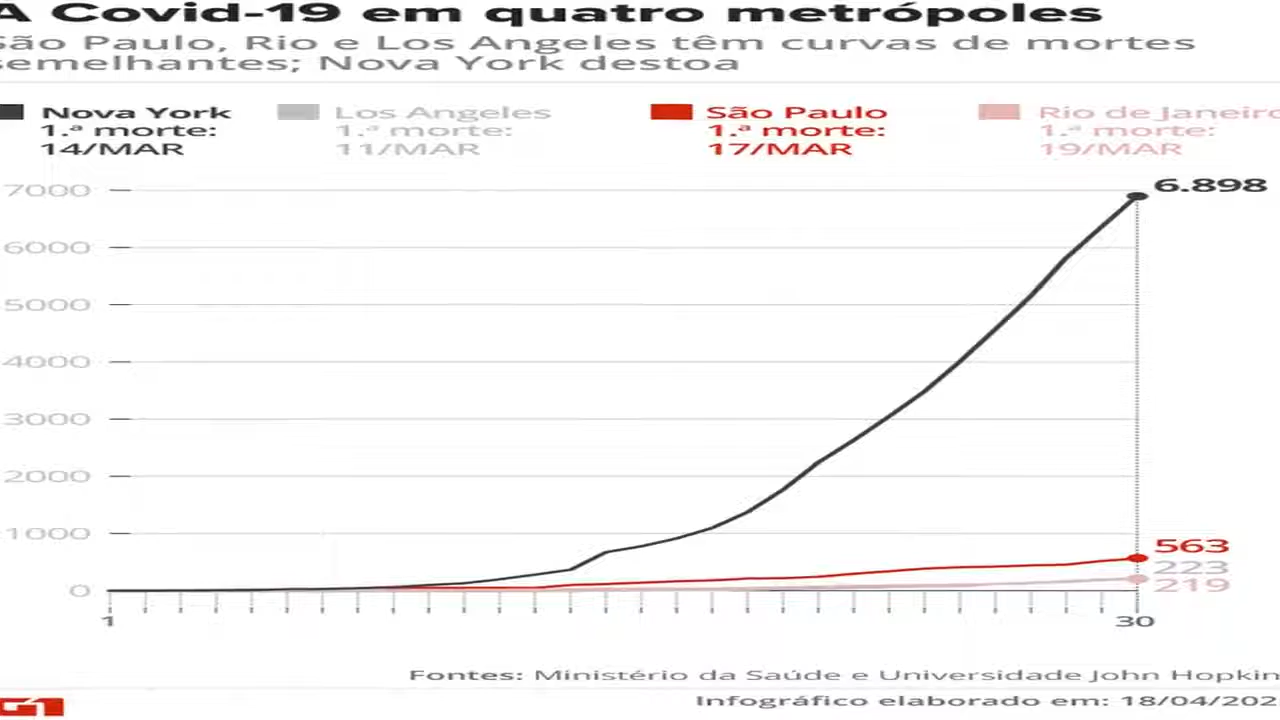 A Covid-19 em quatro metrópoles
São Paulo, Rio e Los Angeles têm curvas de mortes
semelhantes; Nova York destoa
Nova York
1.ª morte:
14/MAR
Los Angeles
1.ª morte:
11/MAR
São Paulo
1.ª morte:
17/MAR
Rio de Janeiro
1.ª morte:
19/MAR
7000
6.898
6000
5000
4000
3000
2000
1000
563
223
219
0
1
30
Fontes: Ministério da Saúde e Universidade John Hopkin
Infográfico elaborado em: 18/04/202
G1